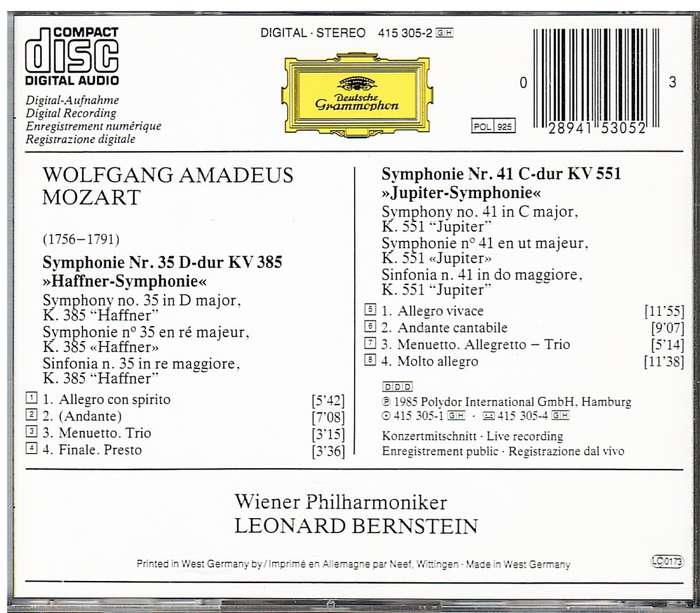 COMPACT
disc
DIGITAL AUDIO
DIGITAL · STEREO 415 305-2 GH
Digital-Aufnahme
Digital Recording
Enregistrement numérique
Registrazione digitale
Deutsche
Grammophon
POL 925
0
28941 53052
3
WOLFGANG AMADEUS
MOZART
(1756–1791)
Symphonie Nr. 35 D-dur KV 385
»Haffner-Symphonie«
Symphony no. 35 in D major,
K. 385 “Haffner”
Symphonie nº 35 en ré majeur,
K. 385 «Haffner»
Sinfonia n. 35 in re maggiore,
K. 385 “Haffner”
1 1. Allegro con spirito [5'42]
2 2. (Andante) [7'08]
3 3. Menuetto. Trio [3'15]
4 4. Finale. Presto [3'36]
Symphonie Nr. 41 C-dur KV 551
»Jupiter-Symphonie«
Symphony no. 41 in C major,
K. 551 “Jupiter”
Symphonie nº 41 en ut majeur,
K. 551 «Jupiter»
Sinfonia n. 41 in do maggiore,
K. 551 “Jupiter”
5 1. Allegro vivace [11'55]
6 2. Andante cantabile [9'07]
7 3. Menuetto. Allegretto – Trio [5'14]
8 4. Molto allegro [11'38]
DDD
℗ 1985 Polydor International GmbH, Hamburg
415 305-1 GH · 415 305-4 GH
Konzertmitschnitt · Live recording
Enregistrement public · Registrazione dal vivo
Wiener Philharmoniker
LEONARD BERNSTEIN
Printed in West Germany by / Imprimé en Allemagne par Neef, Wittingen · Made in West Germany
LC 0173